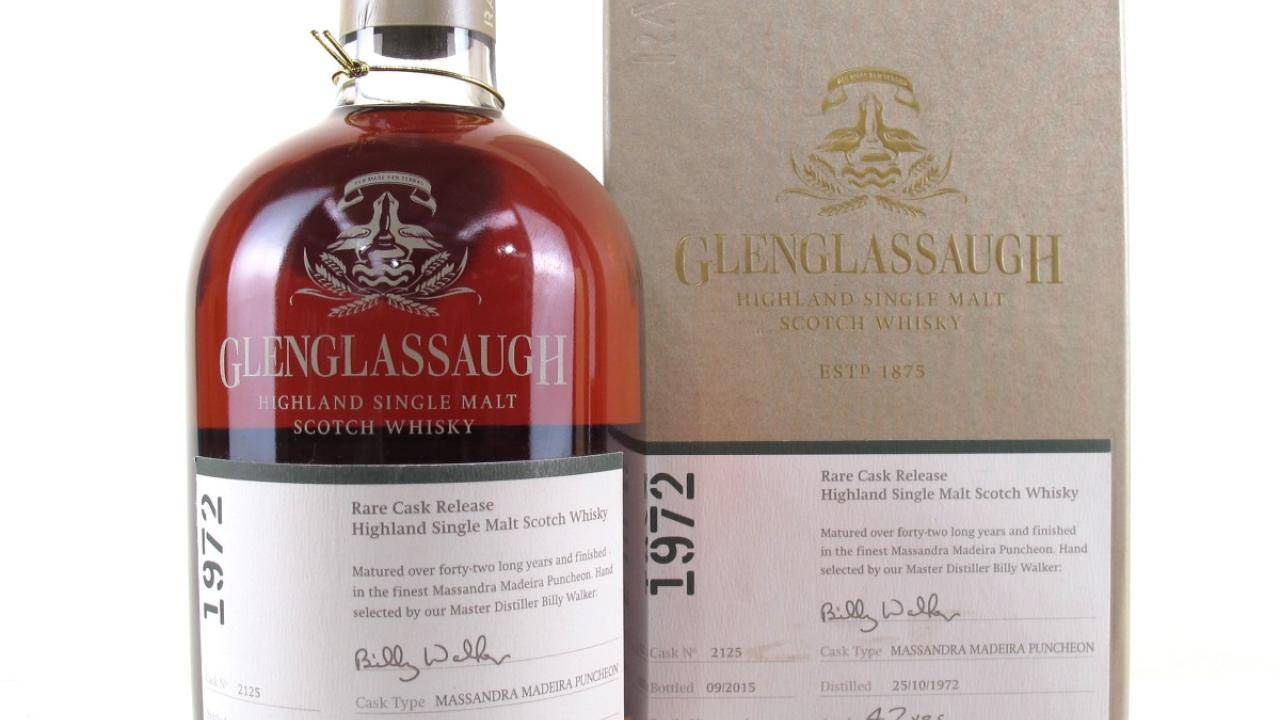 GLENGLASSAUGH
HIGHLAND SINGLE MALT
SCOTCH WHISKY
1972
Rare Cask Release
Highland Single Malt Scotch Whisky
Matured over forty-two long years and finished
in the finest Massandra Madeira Puncheon. Hand
selected by our Master Distiller Billy Walker:
Billy Walker
Cask Nº 2125
Cask Type MASSANDRA MADEIRA PUNCHEON
GLENGLASSAUGH
HIGHLAND SINGLE MALT
SCOTCH WHISKY
ESTD 1875
1972
Rare Cask Release
Highland Single Malt Scotch Whisky
Matured over forty-two long years and finished
in the finest Massandra Madeira Puncheon. Hand
selected by our Master Distiller Billy Walker:
Billy Walker
Cask Nº 2125
Cask Type MASSANDRA MADEIRA PUNCHEON
Bottled 09/2015
Distilled 25/10/1972